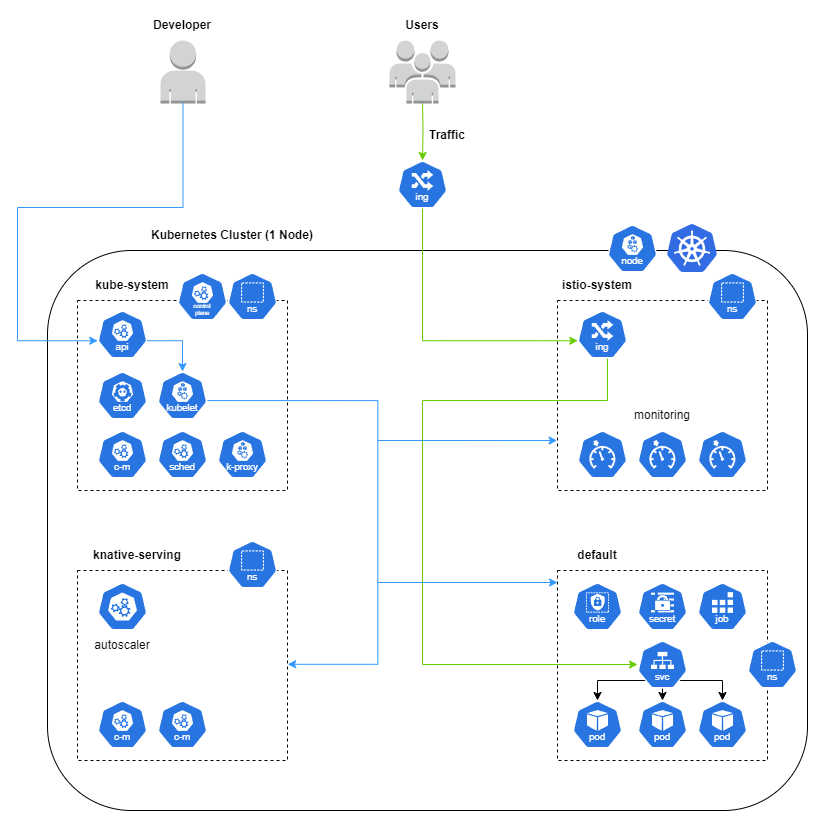 Developer
Users
Traffic
ing
Kubernetes Cluster (1 Node)
node
kube-system
control
plane
ns
istio-system
ns
api
ing
etcd
kubelet
monitoring
c-m
sched
k-proxy
knative-serving
ns
default
role
secret
job
autoscaler
svc
ns
c-m
c-m
pod
pod
pod